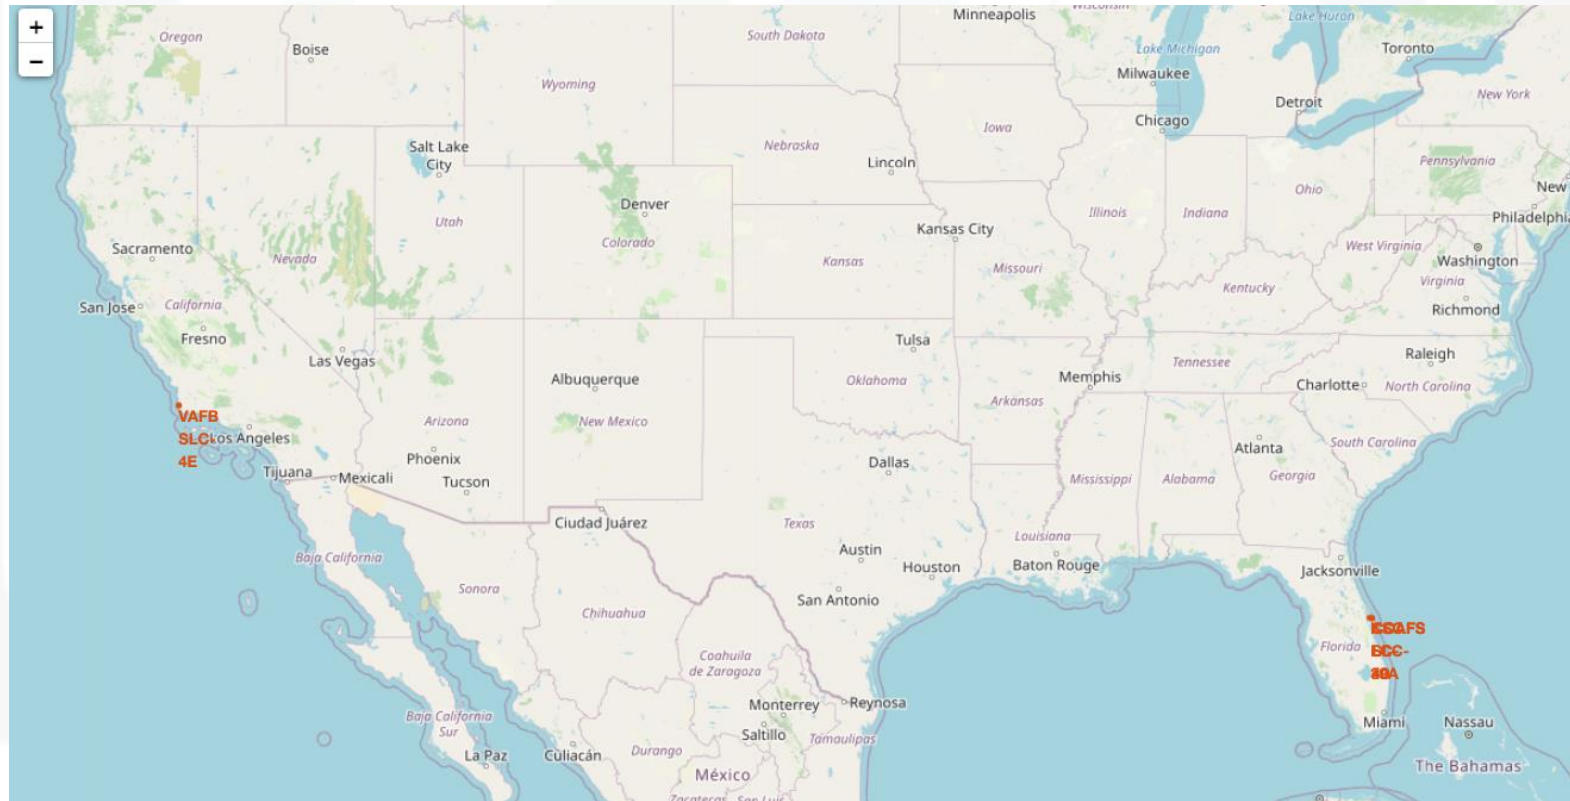 +
−
Oregon
Boise
Wyoming
South Dakota
Minneapolis
Wisconsin
Lake Michigan
Lake Huron
Toronto
Milwaukee
Detroit
New York
Chicago
Iowa
Nebraska
Salt Lake
City
Lincoln
Pennsylvania
Ohio
New
Denver
Utah
Illinois
Indiana
Philadelphia
Kansas City
Sacramento
Nevada
Colorado
Kansas
Missouri
West Virginia
Washington
Virginia
Kentucky
San Jose
California
Richmond
Fresno
Las Vegas
Tulsa
Raleigh
Tennessee
Albuquerque
Oklahoma
Memphis
Charlotte
North Carolina
Arkansas
VAFB
SLC-
4E
Los Angeles
Arizona
New Mexico
Atlanta
South Carolina
Phoenix
Dallas
Georgia
Tijuana
Mexicali
Tucson
Mississippi
Alabama
Ciudad Juárez
Texas
Louisiana
Austin
Baja California
Houston
Baton Rouge
Jacksonville
Sonora
Chihuahua
San Antonio
Florida
Coahuila
de Zaragoza
Monterrey
Reynosa
Miami
Nassau
Baja California
Sur
Saltillo
Tamaulipas
La Paz
Culiacán
Durango
México
The Bahamas
Zacatecas
San Luis